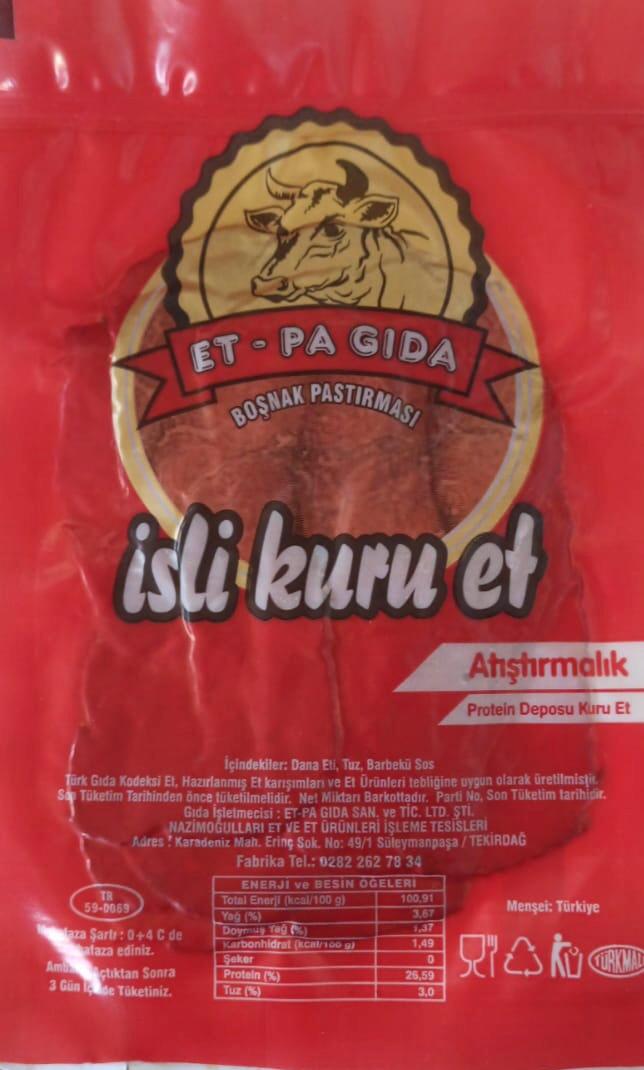 ET - PA GIDA
BOŞNAK PASTIRMASI
isli kuru et
Atıştırmalık
Protein Deposu Kuru Et
İçindekiler: Dana Eti, Tuz, Barbekü Sos
Türk Gıda Kodeksi Et, Hazırlanmış Et karışımları ve Et Ürünleri tebliğine uygun olarak üretilmiştir.
Son Tüketim Tarihinden önce tüketilmelidir. Net Miktarı Barkottadır. Parti No, Son Tüketim tarihidir.
Gıda İşletmecisi : ET-PA GIDA SAN. ve TİC. LTD. ŞTİ.
NAZIMOĞULLARI ET VE ET ÜRÜNLERİ İŞLEME TESİSLERİ
Adres : Karadeniz Mah. Erinç Sok. No: 49/1 Süleymanpaşa / TEKİRDAĞ
Fabrika Tel.: 0282 262 78 34
TR
59-0069
Şartı : 0+4 C de
ediniz.
Açtıktan Sonra
3 Gün Tüketiniz.
ENERJİ ve BESİN ÖGELERİ
Total Enerji (kcal/100 g) 100,91
Yağ (%) 3,67
Doymuş Yağ (%) 1,37
Karbonhidrat (kcal/100 g) 1,49
Şeker 0
Protein (%) 26,59
Tuz (%) 3,0
Menşei: Türkiye